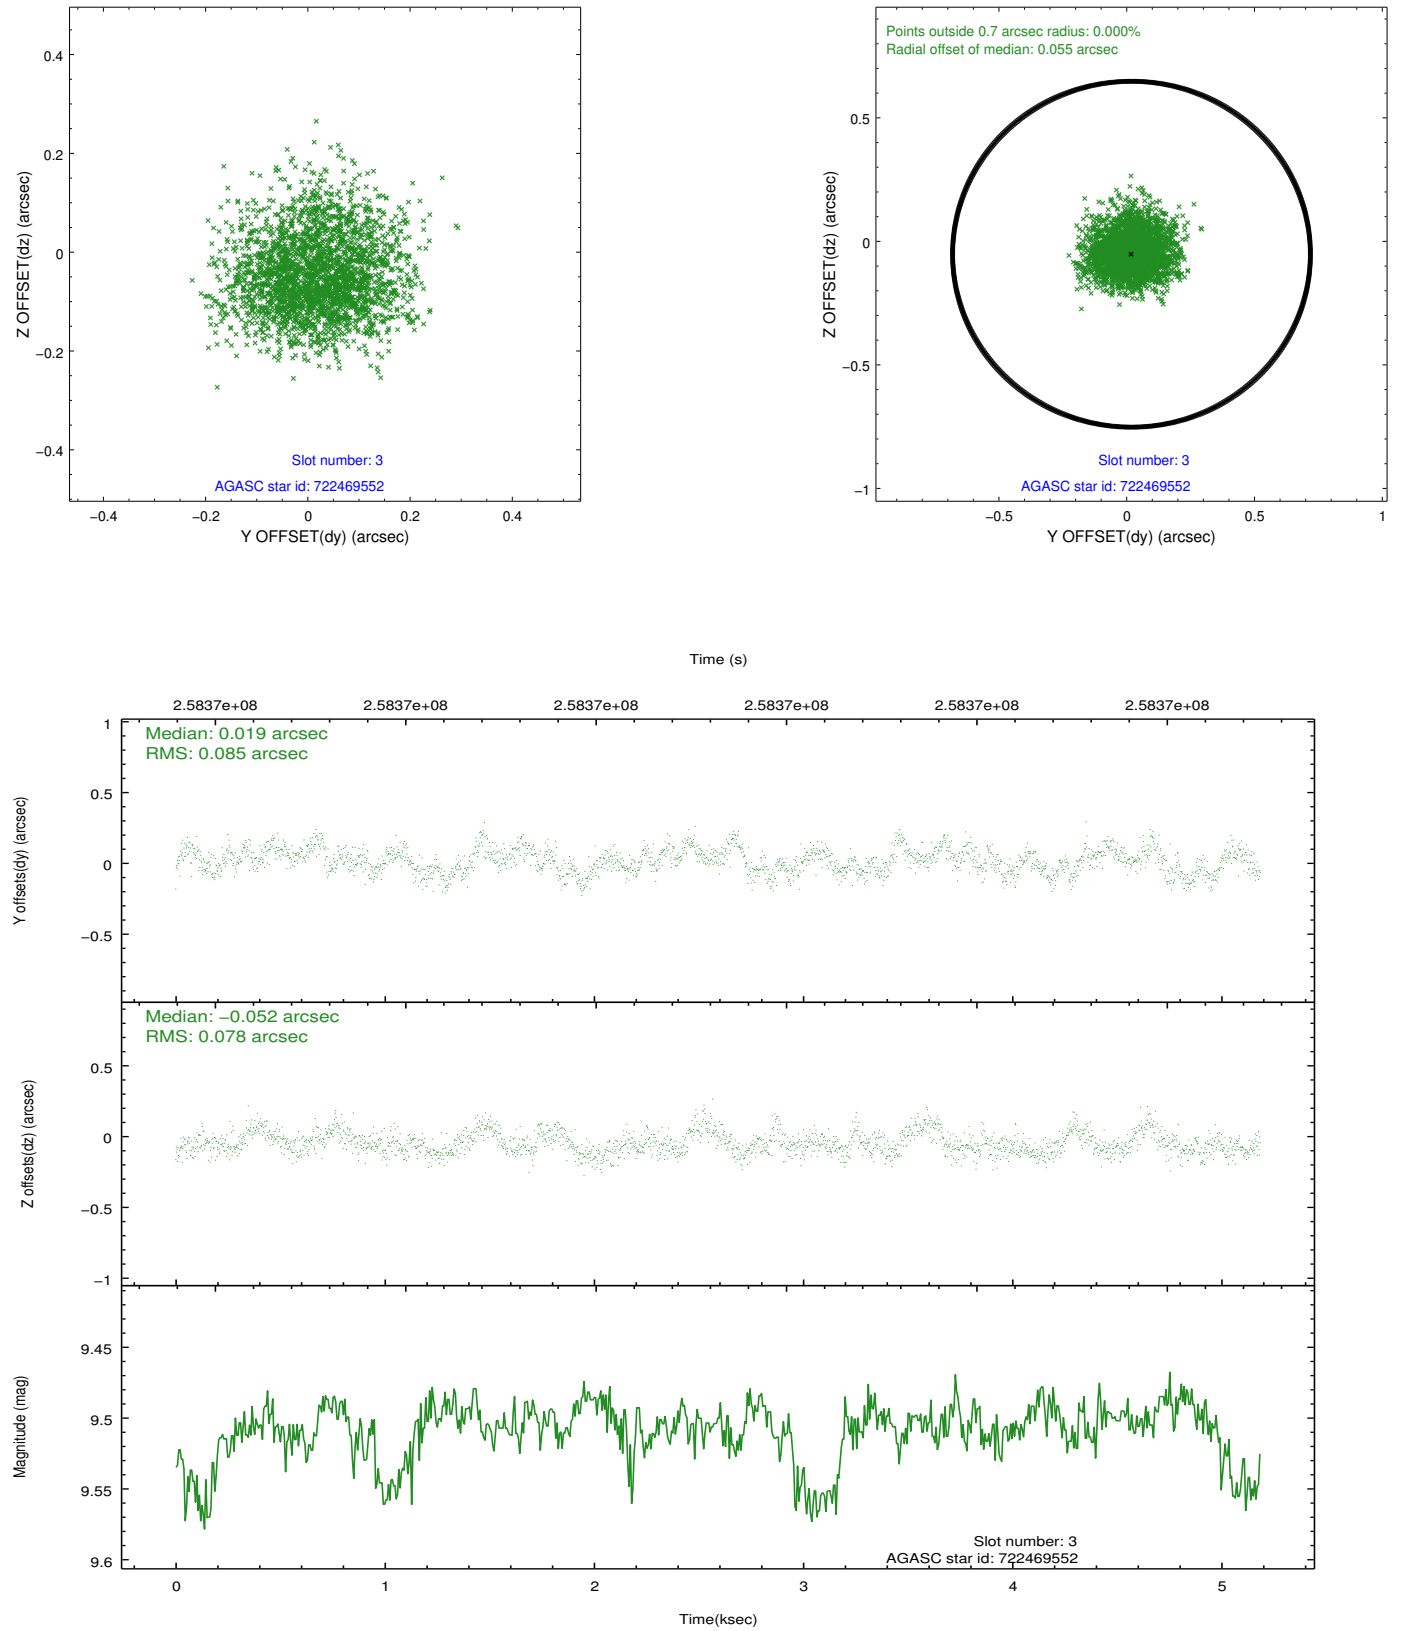 0.4
0.2
0
−0.2
−0.4
Z OFFSET(dz) (arcsec)
Slot number: 3
AGASC star id: 722469552
−0.4 −0.2 0 0.2 0.4
Y OFFSET(dy) (arcsec)
Points outside 0.7 arcsec radius: 0.000%
Radial offset of median: 0.055 arcsec
0.5
0
−0.5
−1
Z OFFSET(dz) (arcsec)
Slot number: 3
AGASC star id: 722469552
−0.5 0 0.5 1
Y OFFSET(dy) (arcsec)
Time (s)
2.5837e+08 2.5837e+08 2.5837e+08 2.5837e+08 2.5837e+08 2.5837e+08
Median: 0.019 arcsec
RMS: 0.085 arcsec
1
0.5
0
−0.5
Y offsets(dy) (arcsec)
Median: −0.052 arcsec
RMS: 0.078 arcsec
0.5
0
−0.5
−1
Z offsets(dz) (arcsec)
9.45
9.5
9.55
9.6
Magnitude (mag)
Slot number: 3
AGASC star id: 722469552
0 1 2 3 4 5
Time(ksec)